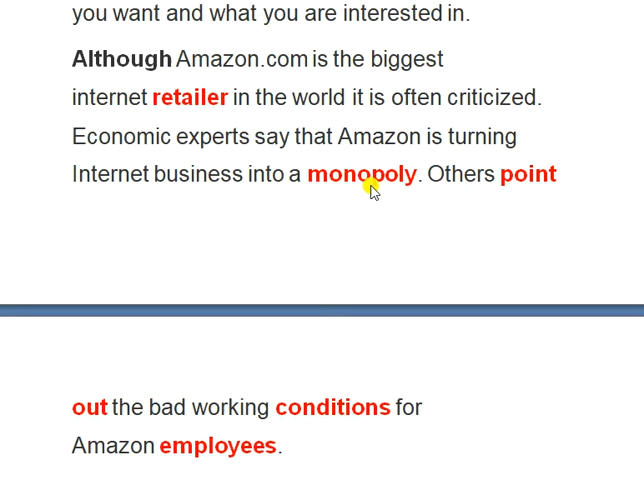 you want and what you are interested in.
Although Amazon.com is the biggest
internet retailer in the world it is often criticized.
Economic experts say that Amazon is turning
Internet business into a monopoly. Others point
out the bad working conditions for
Amazon employees.